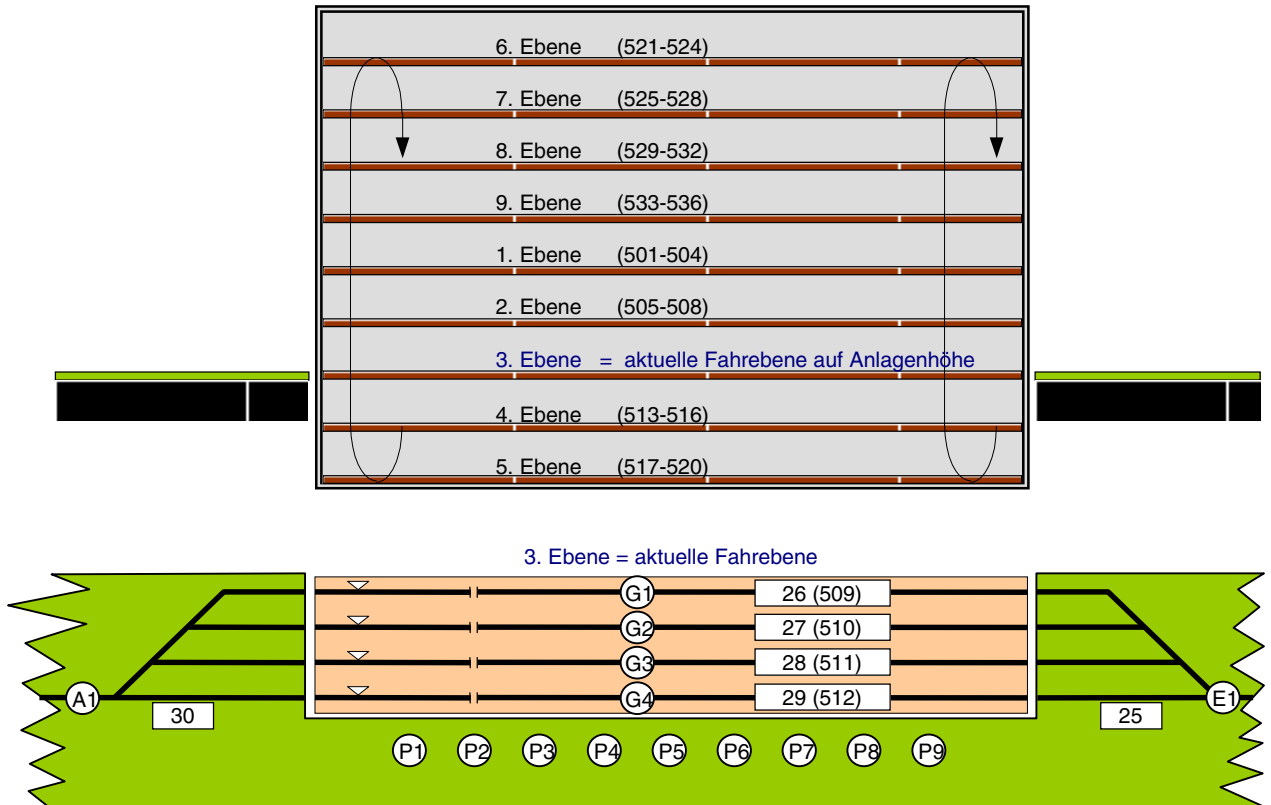 6. Ebene (521-524)
7. Ebene (525-528)
8. Ebene (529-532)
9. Ebene (533-536)
1. Ebene (501-504)
2. Ebene (505-508)
3. Ebene = aktuelle Fahrebene auf Anlagenhöhe
4. Ebene (513-516)
5. Ebene (517-520)
3. Ebene = aktuelle Fahrebene
G1 26 (509)
G2 27 (510)
G3 28 (511)
A1 G4 29 (512) E1
30 25
P1 P2 P3 P4 P5 P6 P7 P8 P9